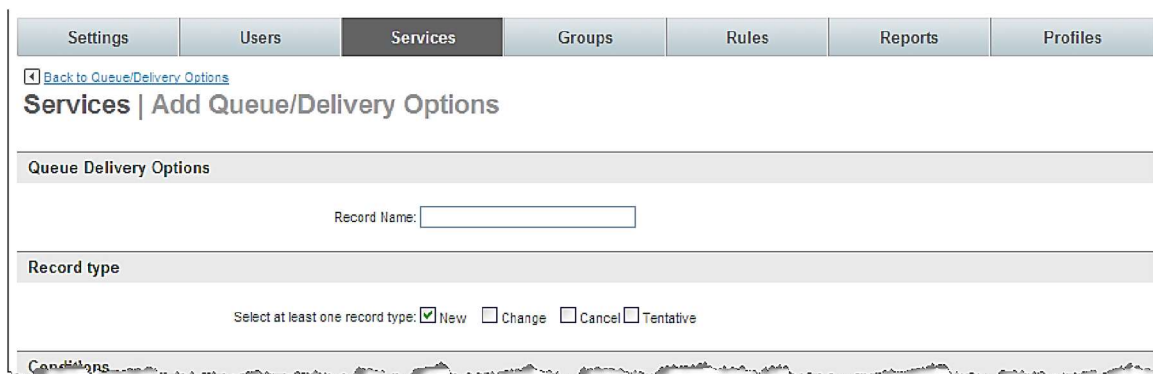 Settings Users Services Groups Rules Reports Profiles
Back to Queue/Delivery Options
Services | Add Queue/Delivery Options
Queue Delivery Options
Record Name:
Record type
Select at least one record type: New Change Cancel Tentative
Conditions